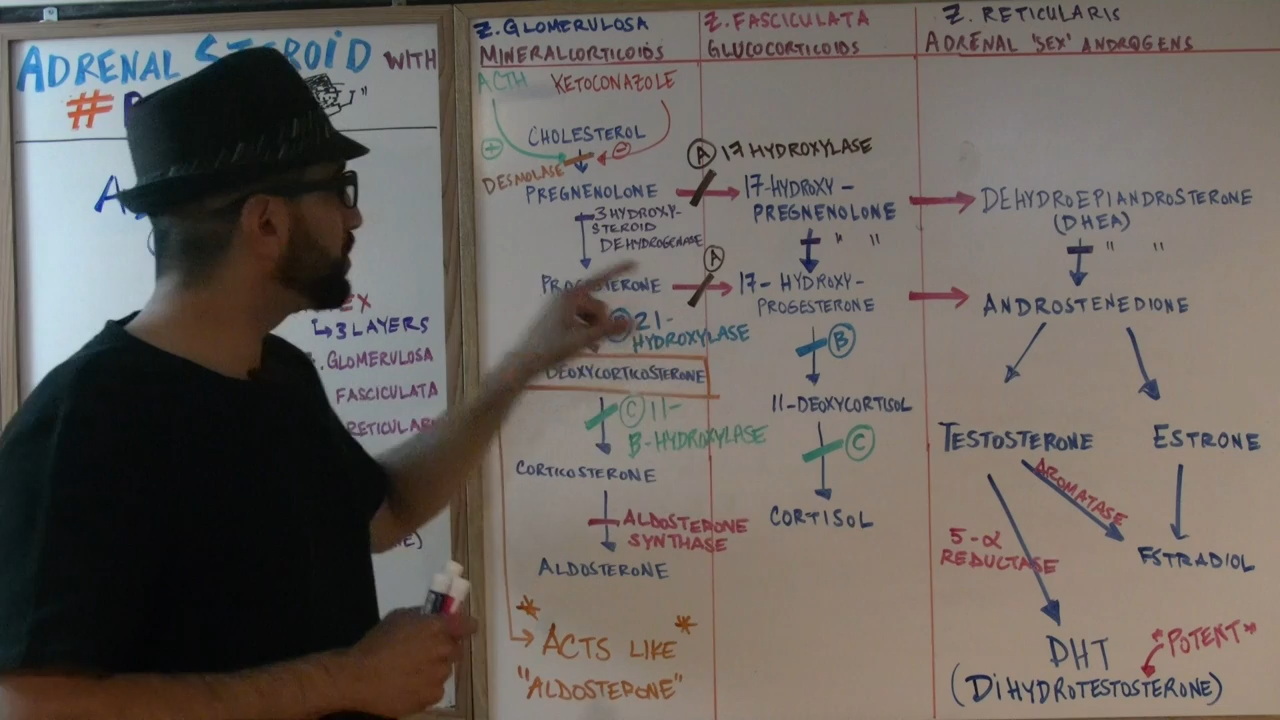 ADRENAL STEROID WITH
#
EX
↳3 LAYERS
GLOMERULOSA
FASCICULATA
RETICULARI
Z. GLOMERULOSA
MINERALCORTICOIDS
ACTH KETOCONAZOLE
CHOLESTEROL
+
-
DESMOLASE
PREGNENOLONE
3 HYDROXY-
STEROID
DEHYDROGENASE
PROGESTERONE
21-
HYDROXYLASE
DEOXYCORTICOSTERONE
C 11-
B-HYDROXYLASE
CORTICOSTERONE
ALDOSTERONE
SYNTHASE
ALDOSTERONE
* ACTS LIKE *
"ALDOSTERONE"
Z. FASCICULATA
GLUCOCORTICOIDS
A 17 HYDROXYLASE
17-HYDROXY-
PREGNENOLONE
" "
A
17- HYDROXY-
PROGESTERONE
B
11-DEOXYCORTISOL
C
CORTISOL
Z. RETICULARIS
ADRENAL 'SEX' ANDROGENS
DEHYDROEPIANDROSTERONE
(DHEA)
" "
ANDROSTENEDIONE
TESTOSTERONE ESTRONE
AROMATASE
5-α
REDUCTASE
ESTRADIOL
DHT
"POTENT"
(DIHYDROTESTOSTERONE)